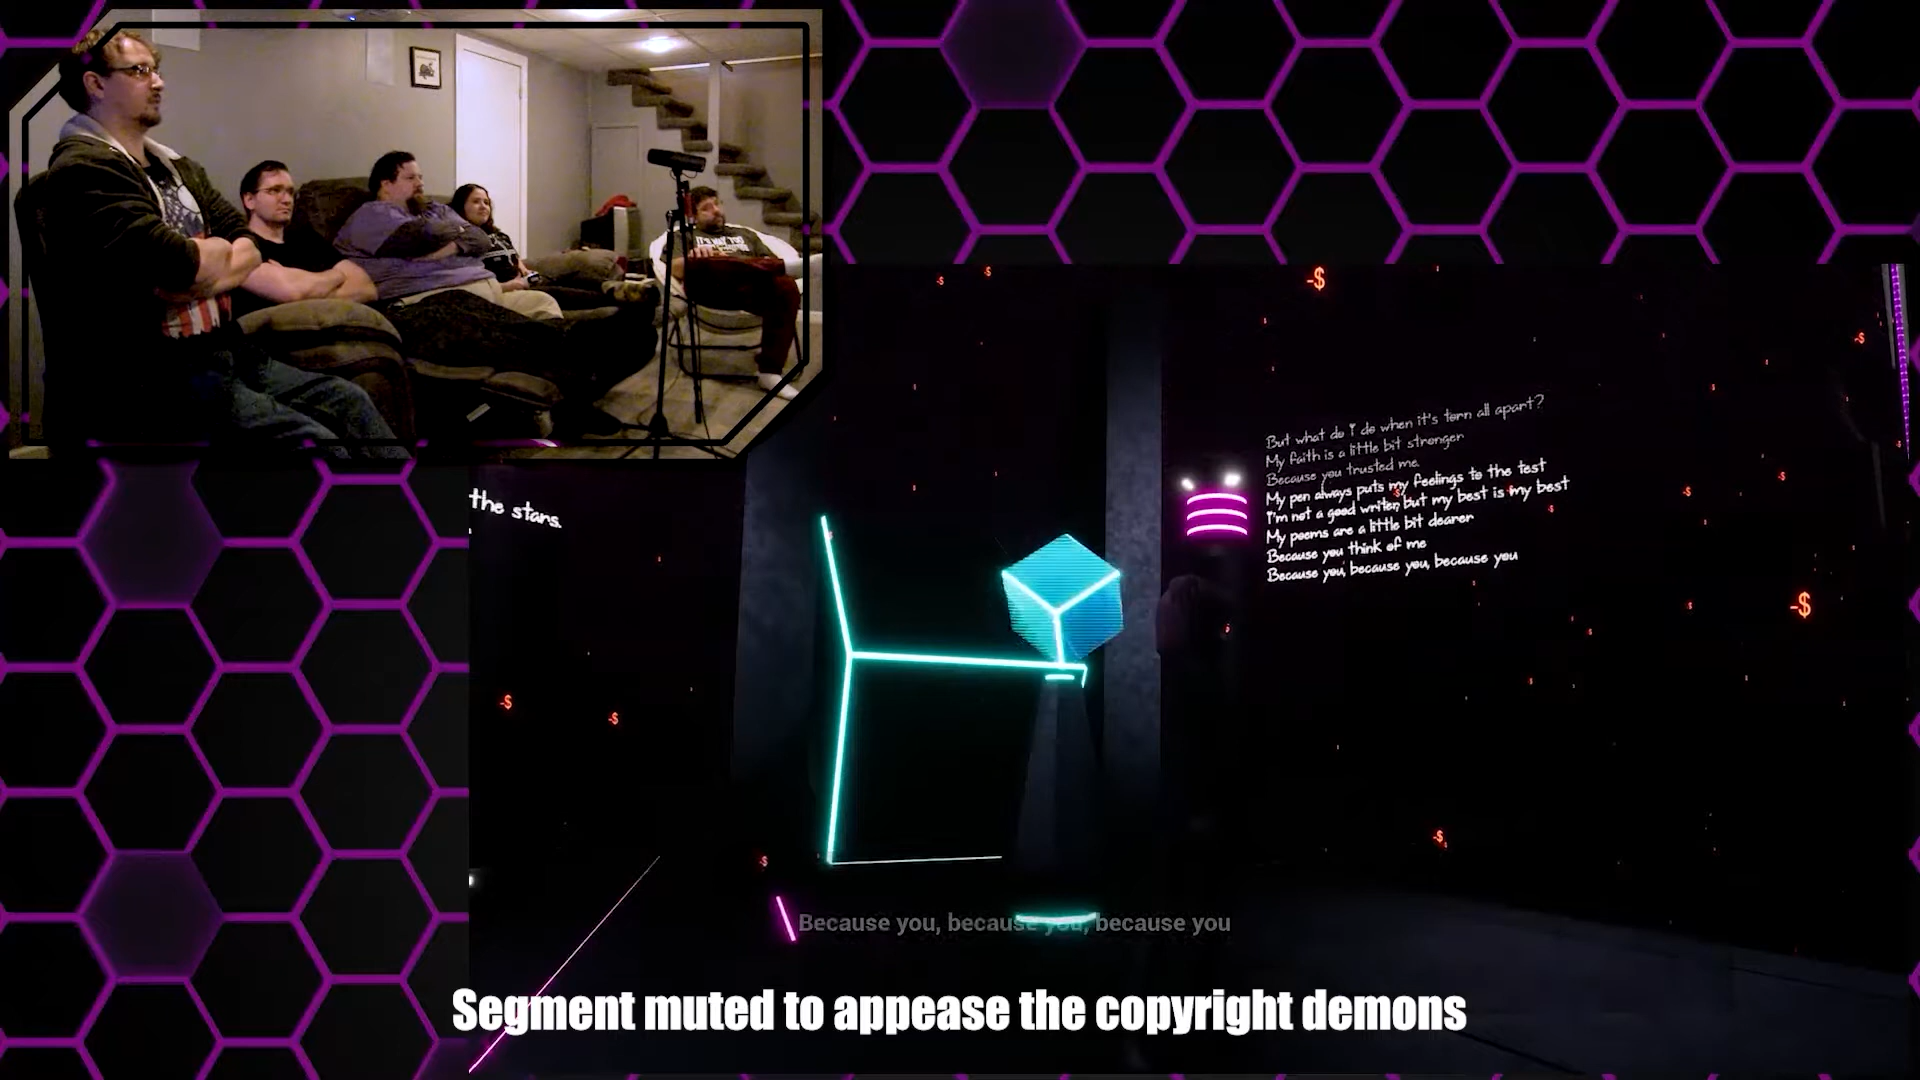 the stars.
But what do I do when it's torn all apart?
My faith is a little bit stronger
Because you trusted me.
My pen always puts my feelings to the test
I'm not a good writer, but my best is my best
My poems are a little bit dearer
Because you think of me
Because you, because you, because you
-$
-$
-$
-$
-$
Because you, because you, because you
Segment muted to appease the copyright demons